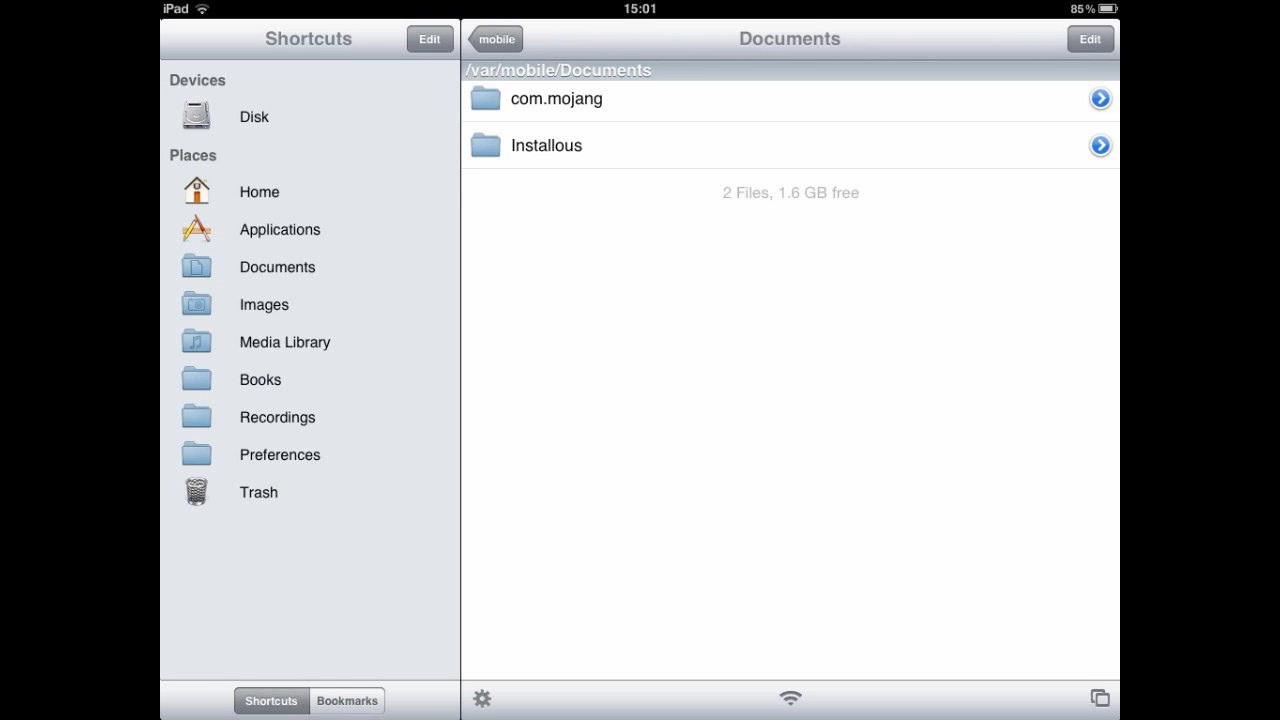 iPad 15:01 85%
Shortcuts Edit
mobile Documents Edit
/var/mobile/Documents
Devices
Disk
Places
Home
Applications
Documents
Images
Media Library
Books
Recordings
Preferences
Trash
com.mojang
Installous
2 Files, 1.6 GB free
Shortcuts Bookmarks